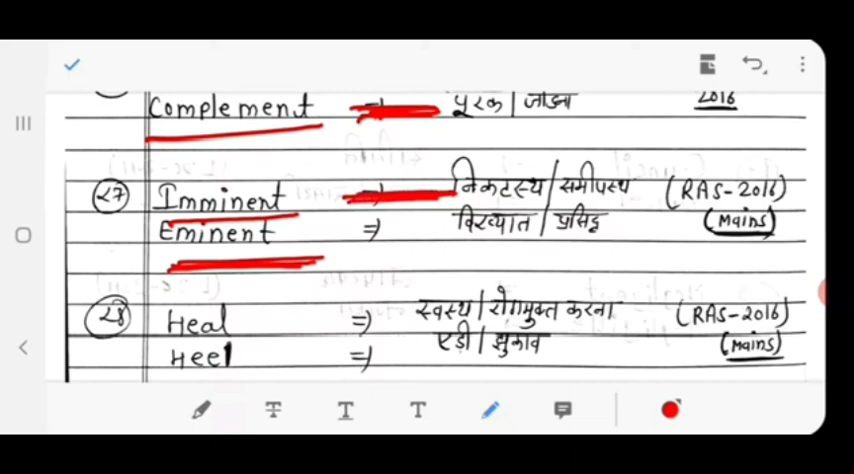 Complement ⇒ पूरक / जोड़ना 2016
(27) Imminent ⇒ निकटस्थ / समीपस्थ (RAS-2016)
Eminent ⇒ विख्यात / प्रसिद्ध (Mains)
(28) Heal ⇒ स्वस्थ / रोगमुक्त करना (RAS-2016)
Heel ⇒ एडी / झुकाव (Mains)